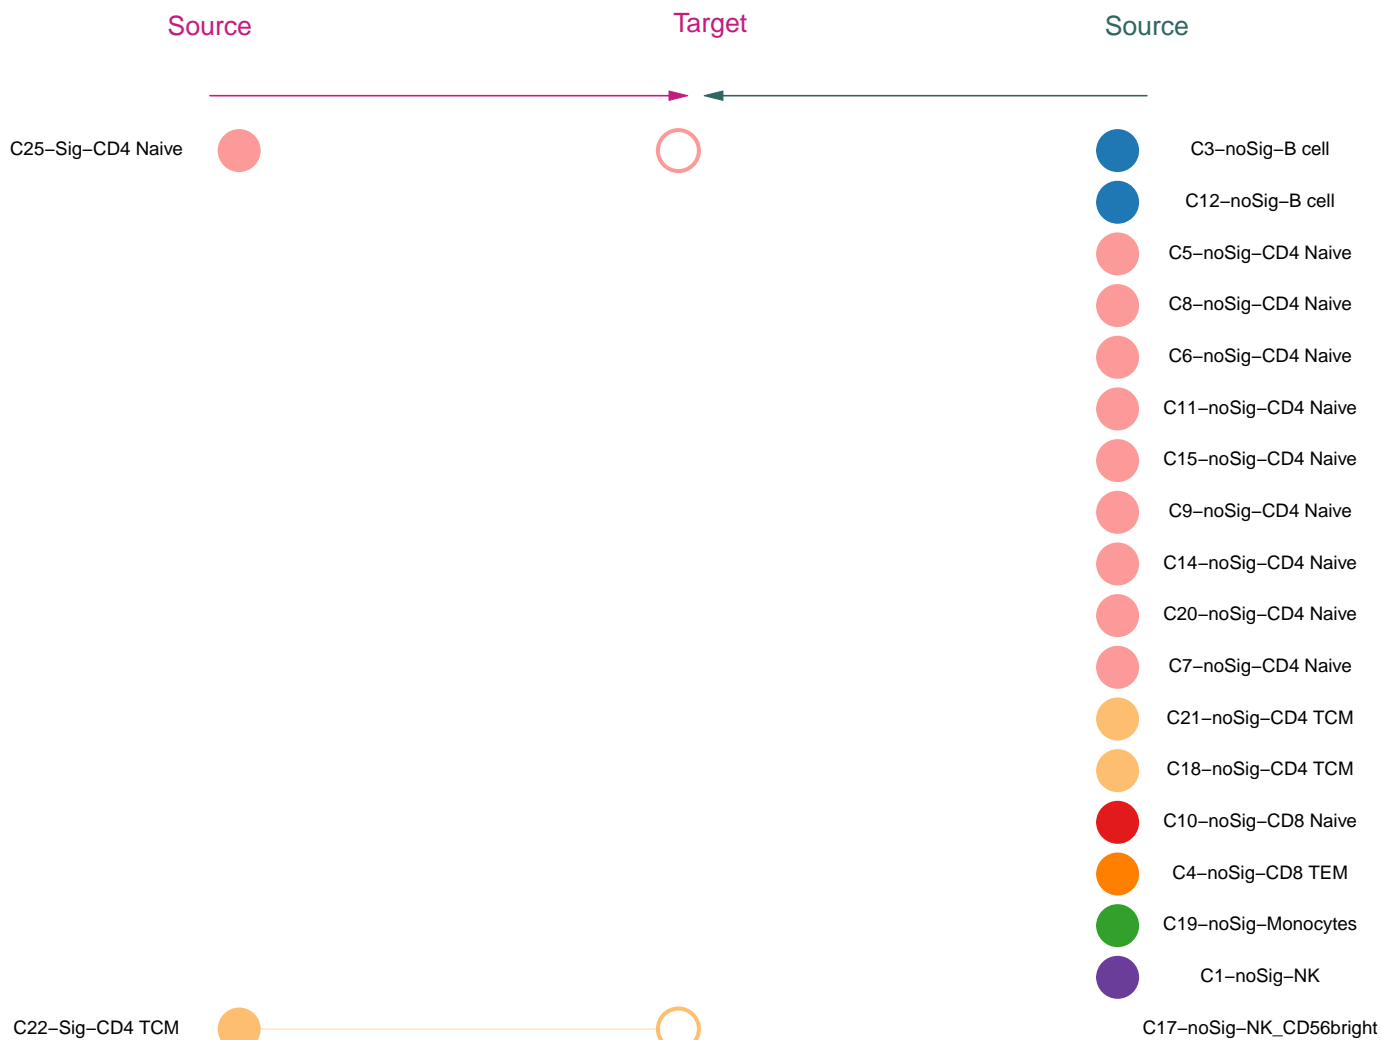 Source Target Source
C25−Sig−CD4 Naive C3−noSig−B cell
C12−noSig−B cell
C5−noSig−CD4 Naive
C8−noSig−CD4 Naive
C6−noSig−CD4 Naive
C11−noSig−CD4 Naive
C15−noSig−CD4 Naive
C9−noSig−CD4 Naive
C14−noSig−CD4 Naive
C20−noSig−CD4 Naive
C7−noSig−CD4 Naive
C21−noSig−CD4 TCM
C18−noSig−CD4 TCM
C10−noSig−CD8 Naive
C4−noSig−CD8 TEM
C19−noSig−Monocytes
C1−noSig−NK
C22−Sig−CD4 TCM C17−noSig−NK_CD56bright